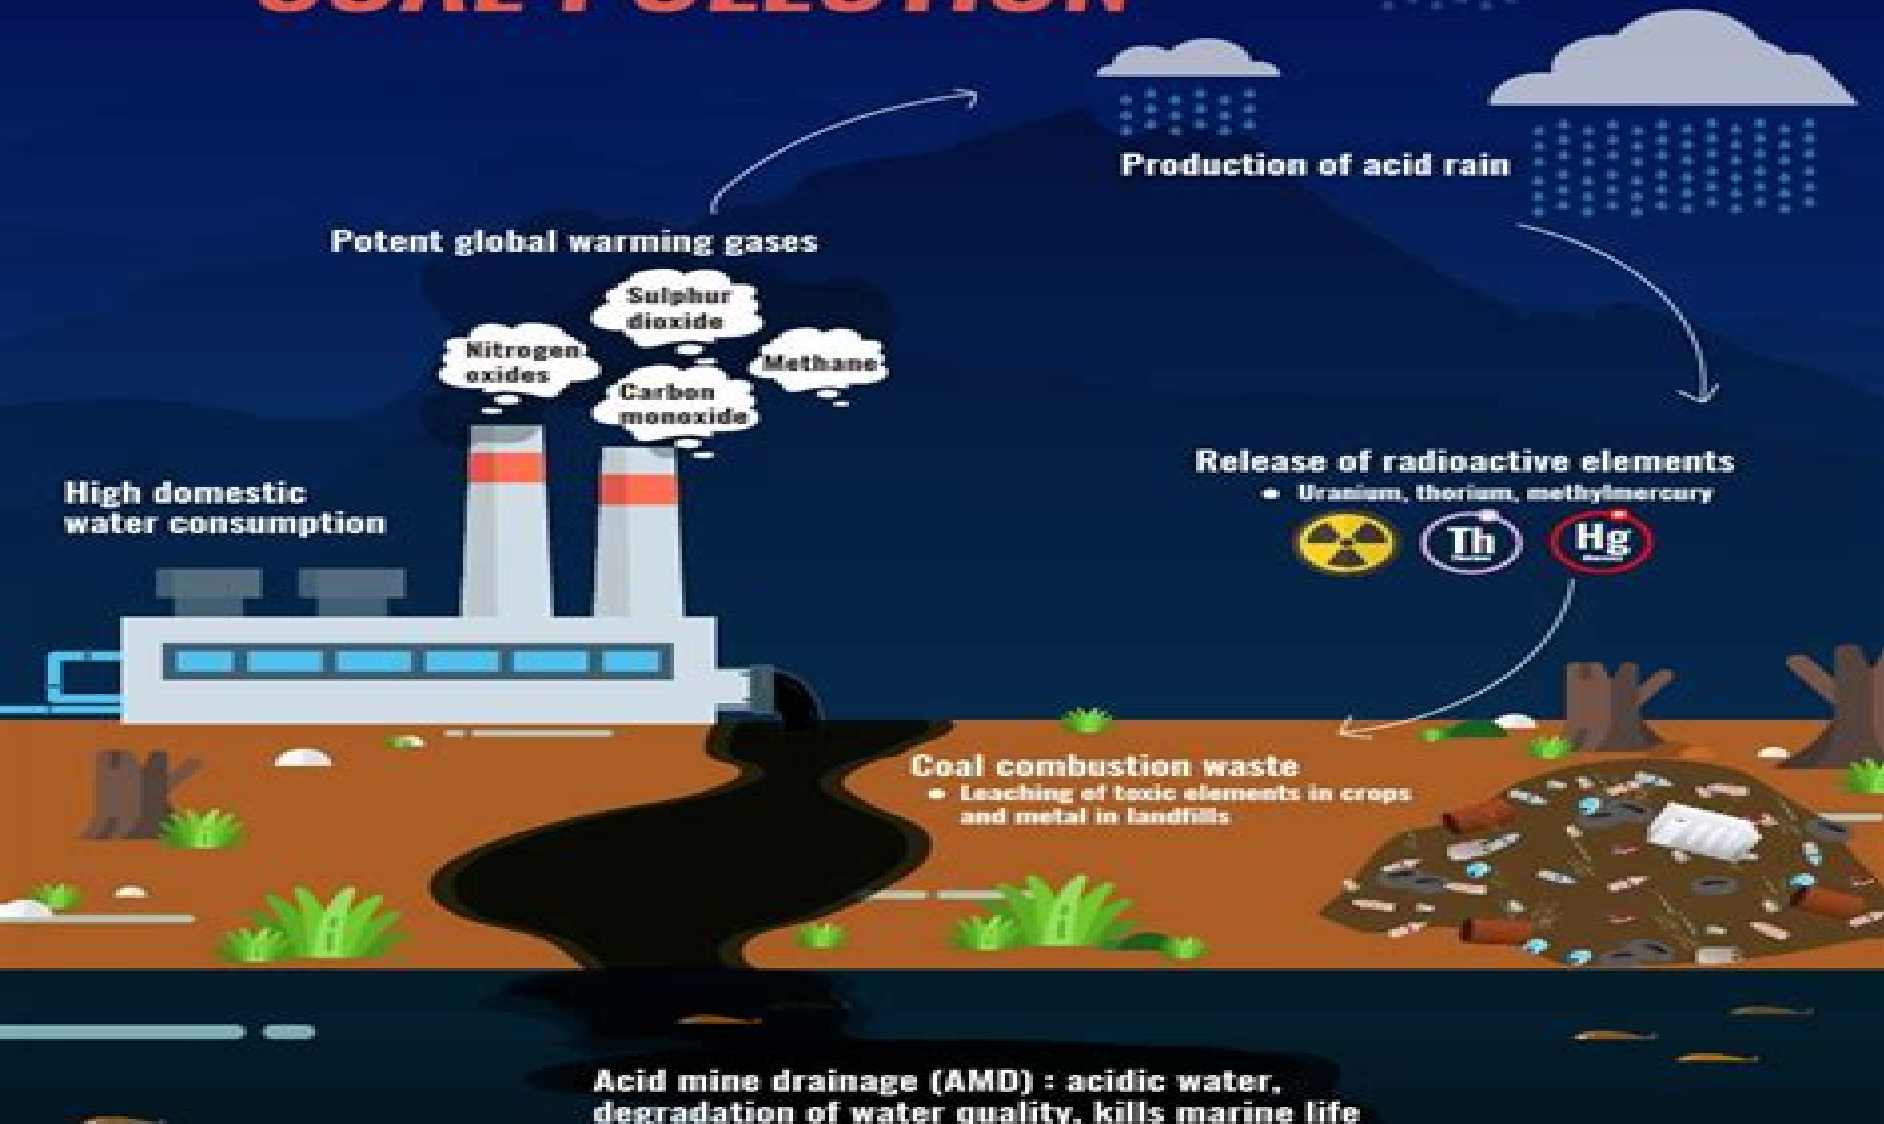 COAL POLLUTION
Production of acid rain
Potent global warming gases
Sulphur
dioxide
Nitrogen
oxides
Methane
Carbon
monoxide
High domestic
water consumption
Release of radioactive elements
• Uranium, thorium, methylmercury
Th
Hg
Coal combustion waste
• Leaching of toxic elements in crops
and metal in landfills
Acid mine drainage (AMD) : acidic water,
degradation of water quality, kills marine life